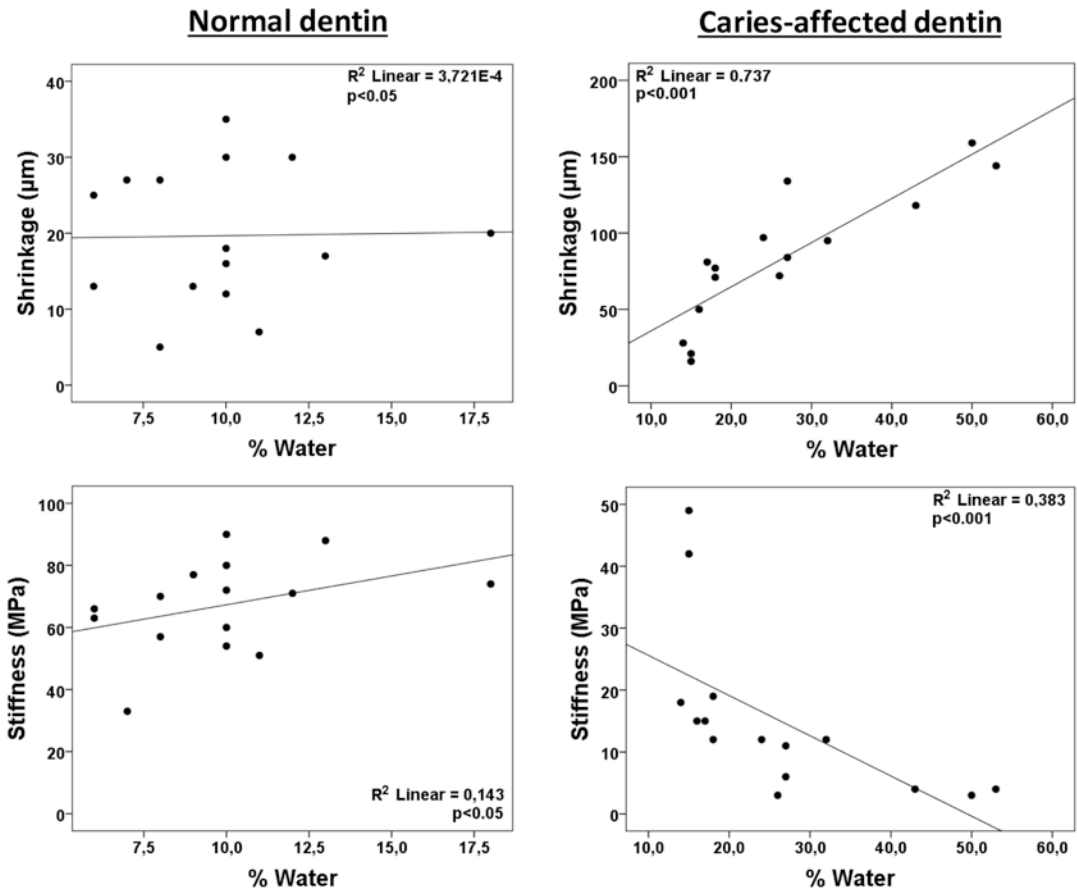 Normal dentin
Caries-affected dentin
R² Linear = 3,721E-4
p<0.05
40
30
20
10
0
Shrinkage (µm)
7,5 10,0 12,5 15,0 17,5
% Water
R² Linear = 0.737
p<0.001
200
150
100
50
0
Shrinkage (µm)
10,0 20,0 30,0 40,0 50,0 60,0
% Water
100
80
60
40
20
0
Stiffness (MPa)
R² Linear = 0,143
p<0.05
7,5 10,0 12,5 15,0 17,5
% Water
R² Linear = 0,383
p<0.001
50
40
30
20
10
0
Stiffness (MPa)
10,0 20,0 30,0 40,0 50,0 60,0
% Water